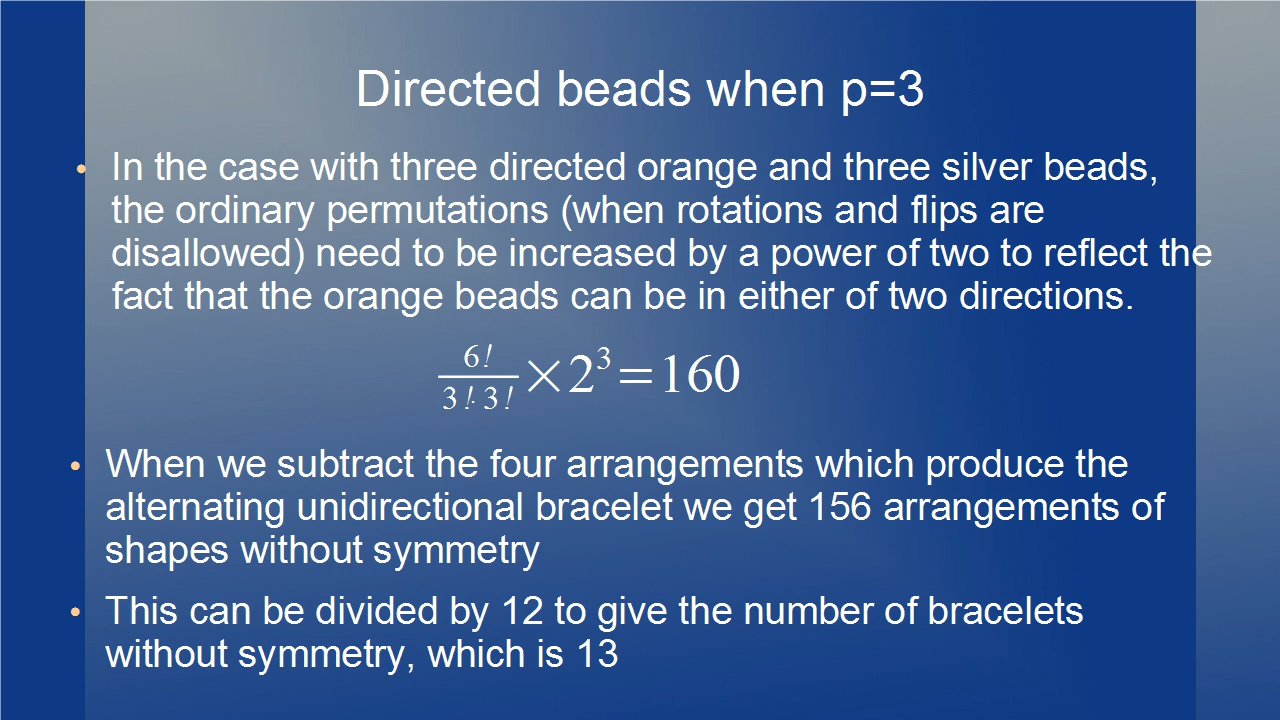 Directed beads when p=3
• In the case with three directed orange and three silver beads,
the ordinary permutations (when rotations and flips are
disallowed) need to be increased by a power of two to reflect the
fact that the orange beads can be in either of two directions.
6! / 3!·3! × 2³ = 160
• When we subtract the four arrangements which produce the
alternating unidirectional bracelet we get 156 arrangements of
shapes without symmetry
• This can be divided by 12 to give the number of bracelets
without symmetry, which is 13